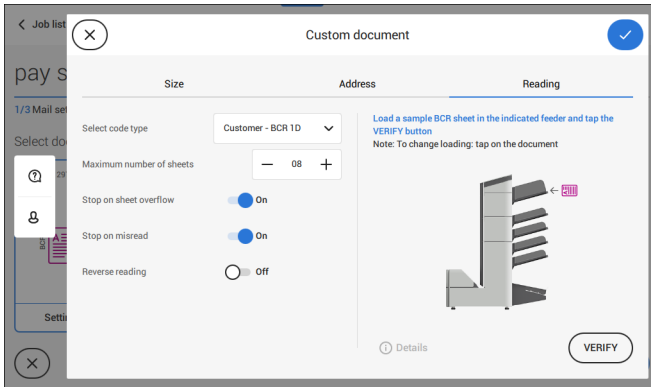 Job list
Custom document
pay s
Size
Address
Reading
1/3 Mail set
Select do
Select code type
Customer - BCR 1D
Maximum number of sheets
08
Stop on sheet overflow
On
Stop on misread
On
Reverse reading
Off
Load a sample BCR sheet in the indicated feeder and tap the
VERIFY button
Note: To change loading: tap on the document
29
BCR
Setti
Details
VERIFY